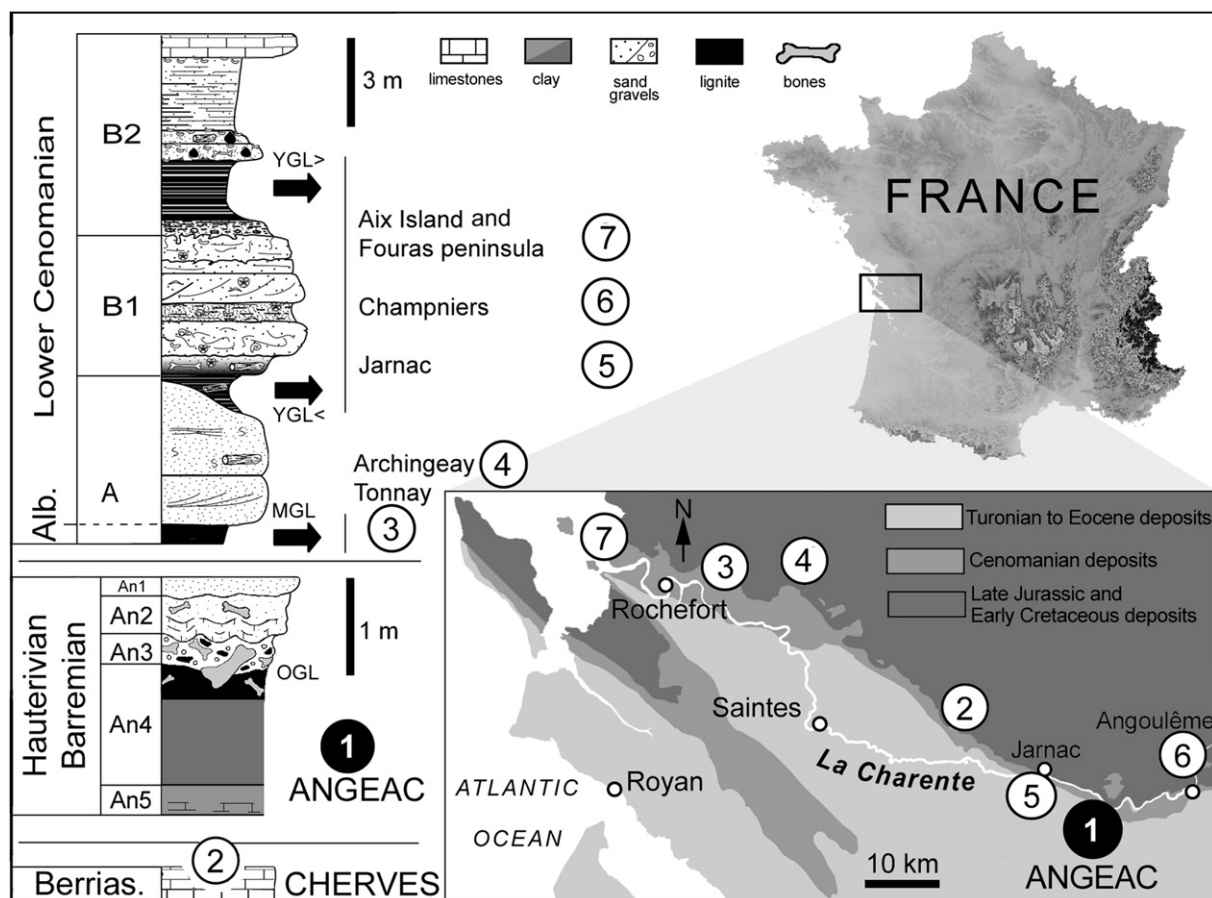 3 m
limestones
clay
sand
gravels
lignite
bones
Lower Cenomanian
Alb.
B2
B1
A
YGL>
YGL<
MGL
Aix Island and
Fouras peninsula
7
Champniers
6
Jarnac
5
Archingeay
4
Tonnay
3
FRANCE
Hauterivian
Barremian
An1
An2
An3
An4
An5
1 m
OGL
1
ANGEAC
2
Berrias.
CHERVES
N
Turonian to Eocene deposits
Cenomanian deposits
Late Jurassic and
Early Cretaceous deposits
7
3
4
Rochefort
Saintes
2
Angoulême
Jarnac
6
La Charente
5
Royan
ATLANTIC
OCEAN
1
10 km
ANGEAC